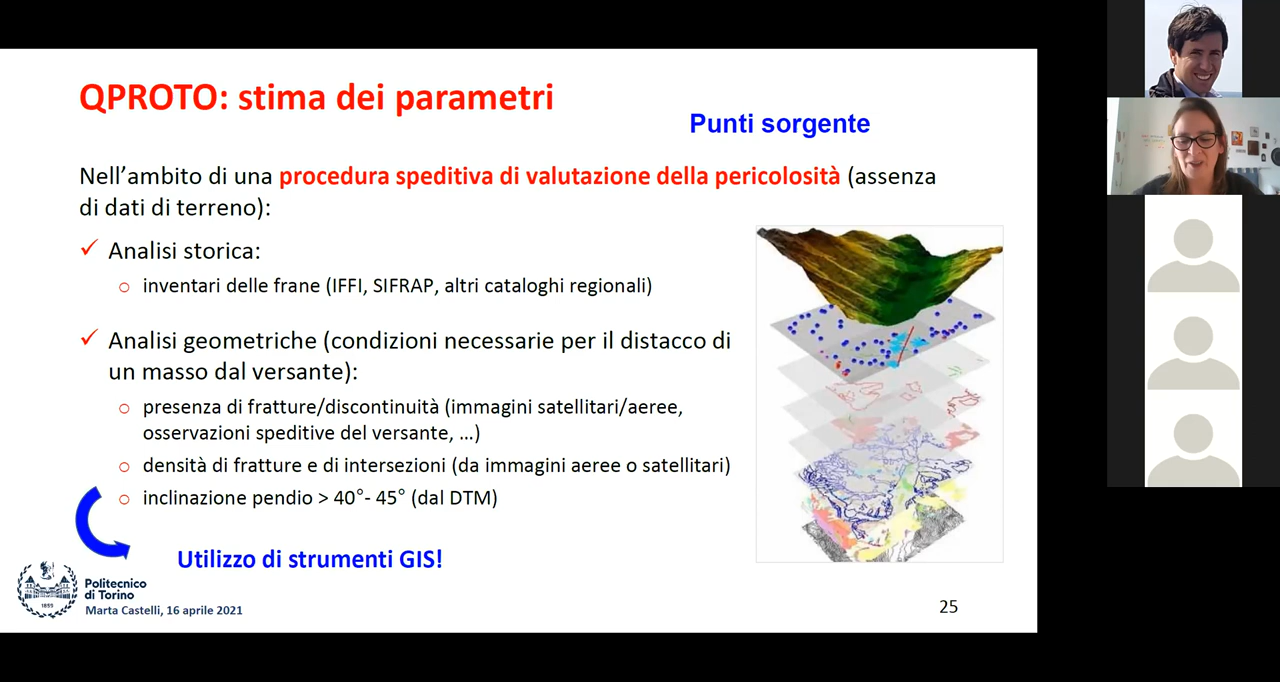 QPROTO: stima dei parametri
Punti sorgente
Nell'ambito di una procedura speditiva di valutazione della pericolosità (assenza
di dati di terreno):
✓ Analisi storica:
○ inventari delle frane (IFFI, SIFRAP, altri cataloghi regionali)
✓ Analisi geometriche (condizioni necessarie per il distacco di
un masso dal versante):
○ presenza di fratture/discontinuità (immagini satellitari/aeree,
osservazioni speditive del versante, …)
○ densità di fratture e di intersezioni (da immagini aeree o satellitari)
○ inclinazione pendio > 40°- 45° (dal DTM)
Utilizzo di strumenti GIS!
1859
Politecnico
di Torino
Marta Castelli, 16 aprile 2021
25